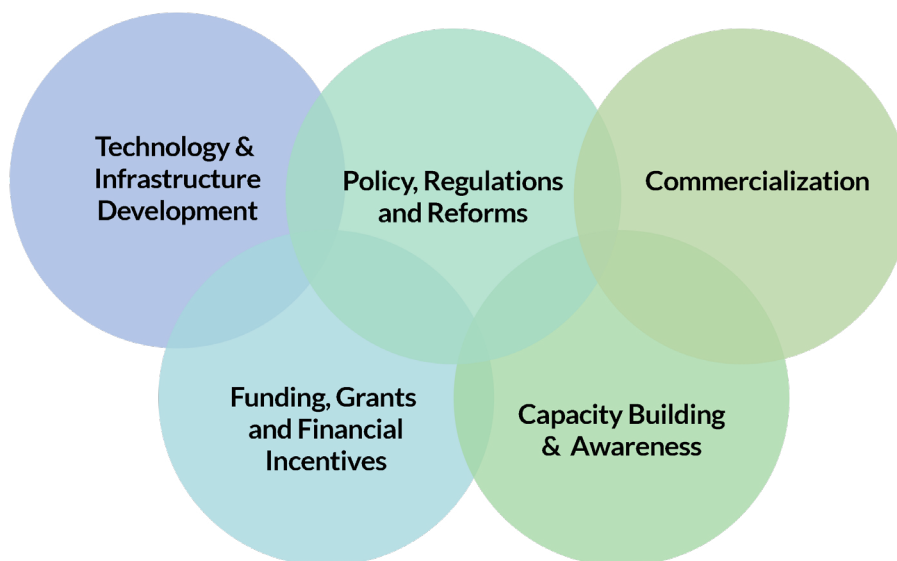 Technology &
Infrastructure
Development
Policy, Regulations
and Reforms
Commercialization
Funding, Grants
and Financial
Incentives
Capacity Building
& Awareness